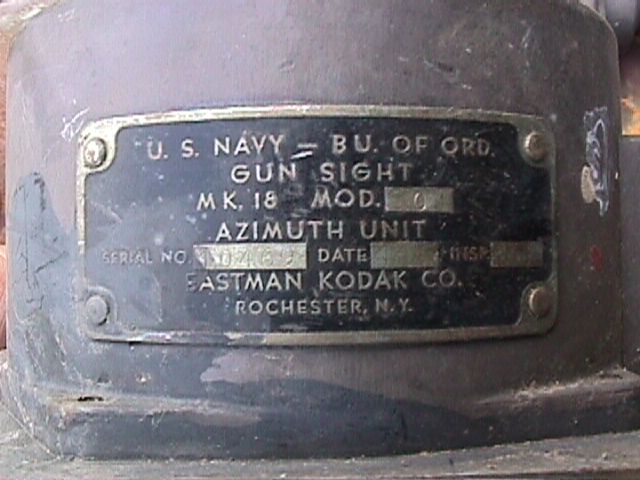 U. S. NAVY — BU. OF ORD.
GUN SIGHT
MK. 18 MOD. 0
AZIMUTH UNIT
SERIAL NO. DATE INSP.
EASTMAN KODAK CO.
ROCHESTER, N.Y.